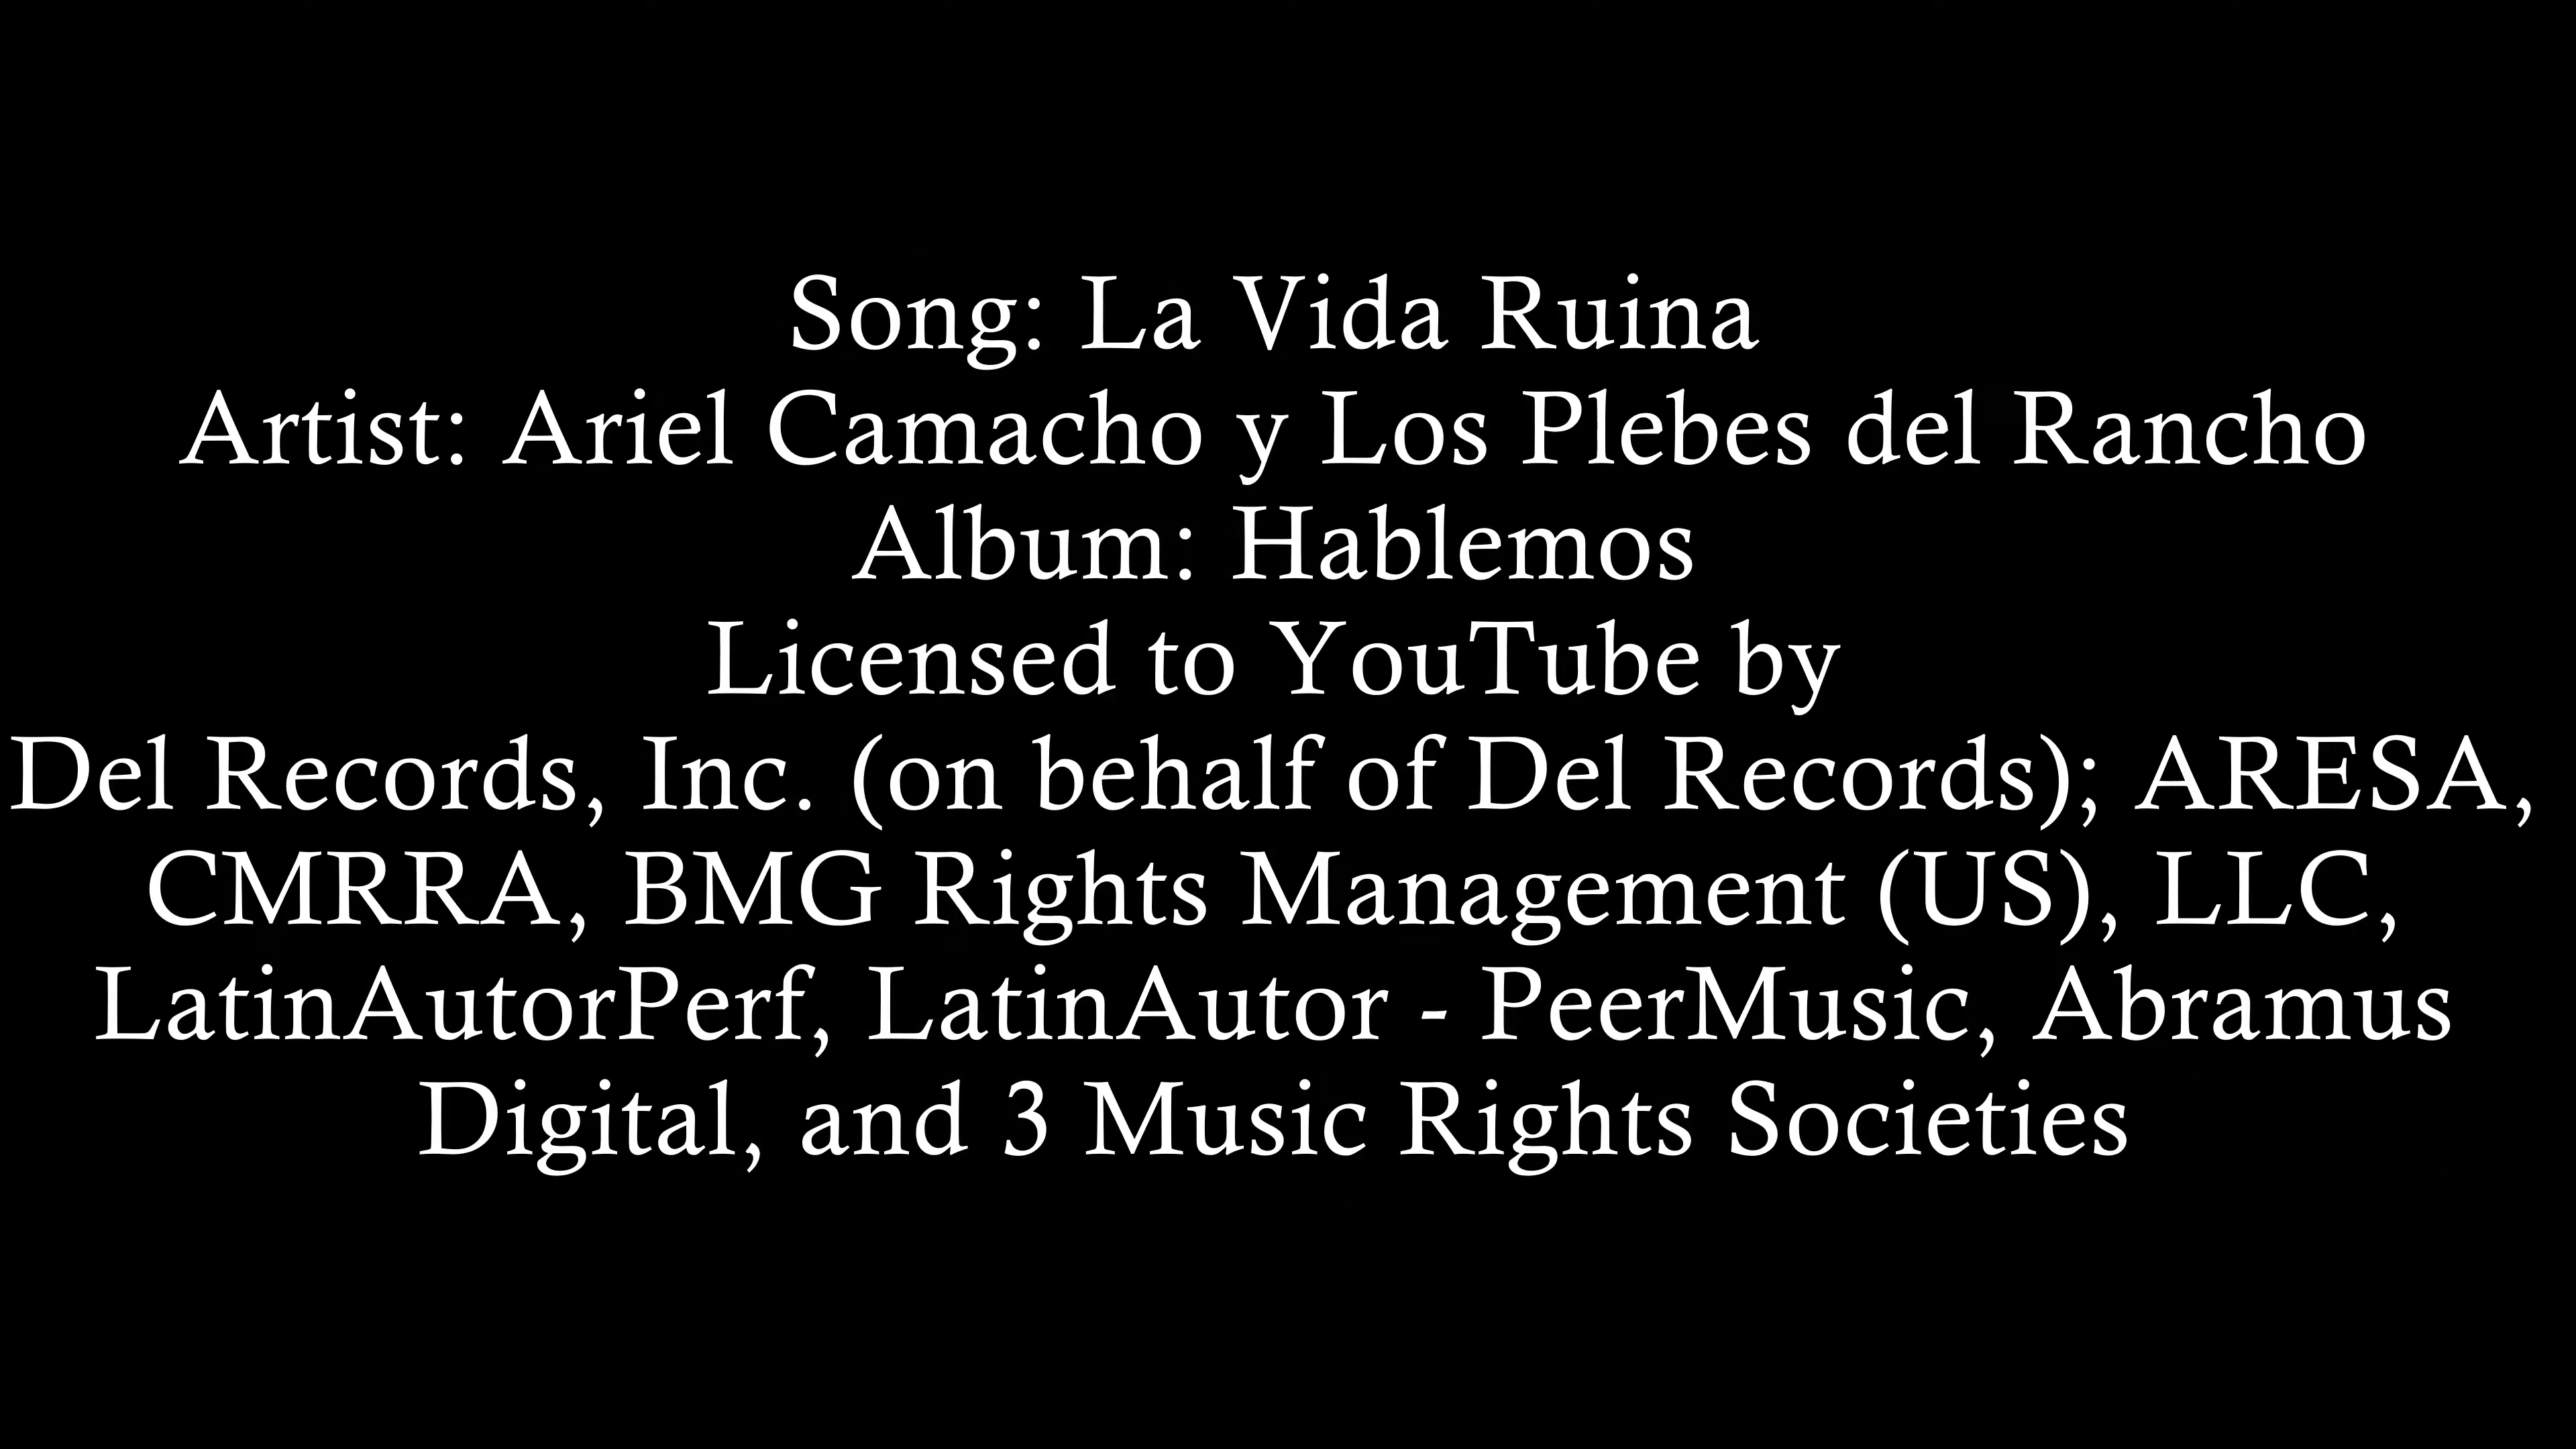 Song: La Vida Ruina
Artist: Ariel Camacho y Los Plebes del Rancho
Album: Hablemos
Licensed to YouTube by
Del Records, Inc. (on behalf of Del Records); ARESA,
CMRRA, BMG Rights Management (US), LLC,
LatinAutorPerf, LatinAutor - PeerMusic, Abramus
Digital, and 3 Music Rights Societies